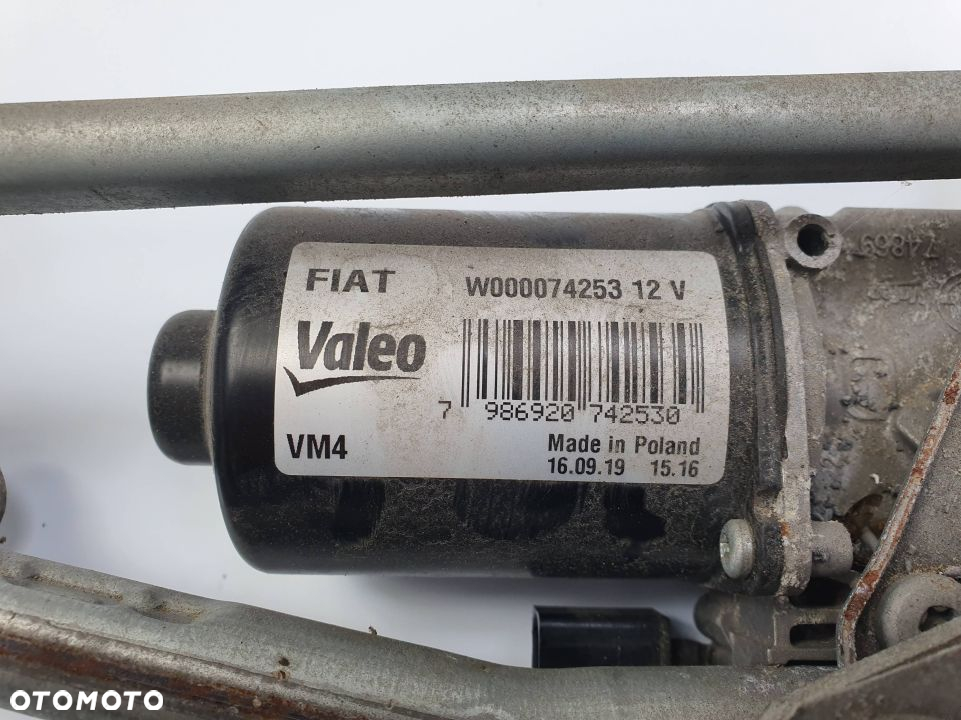 FIAT W000074253 12 V
Valeo
7 986920 742530
VM4 Made in Poland
16.09.19 15.16
OTOMOTO